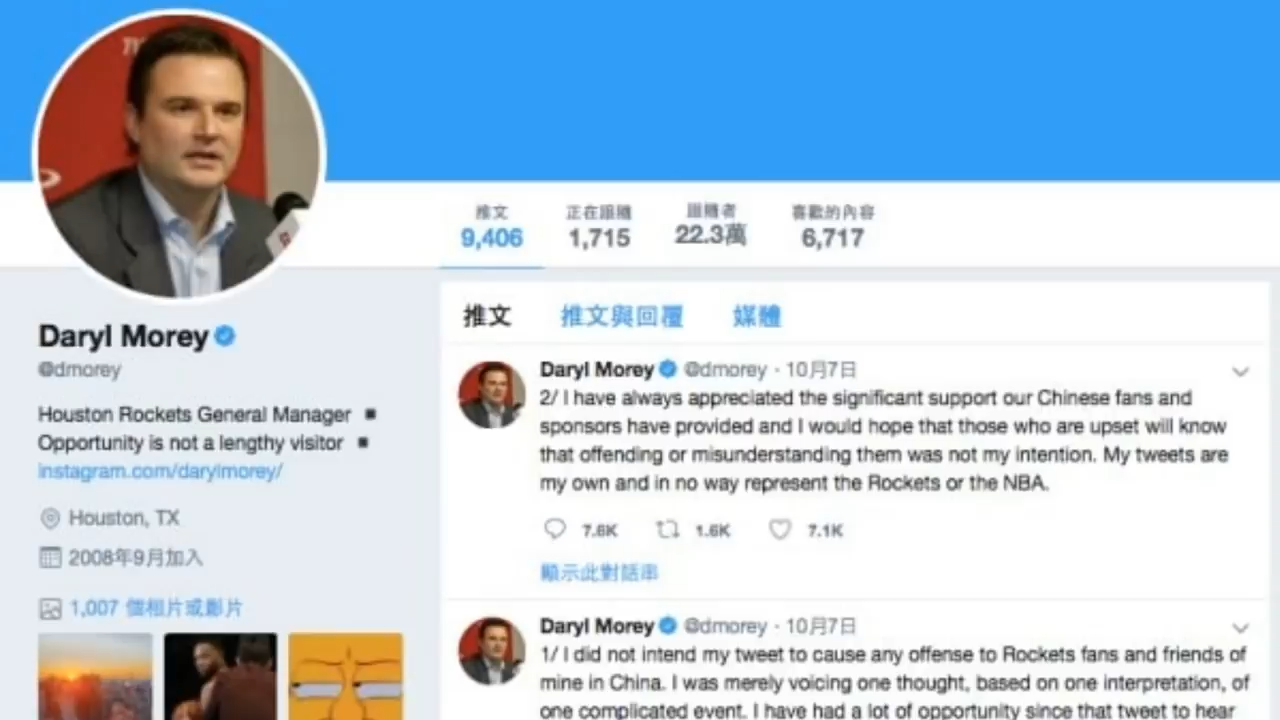 推文 正在跟隨 跟隨者 喜歡的內容
9,406 1,715 22.3萬 6,717
Daryl Morey
@dmorey
Houston Rockets General Manager
Opportunity is not a lengthy visitor
instagram.com/darylmorey/
Houston, TX
2008年9月加入
1,007 個相片或影片
推文 推文與回覆 媒體
Daryl Morey @dmorey · 10月7日
2/ I have always appreciated the significant support our Chinese fans and
sponsors have provided and I would hope that those who are upset will know
that offending or misunderstanding them was not my intention. My tweets are
my own and in no way represent the Rockets or the NBA.
7.6K 1.6K 7.1K
顯示此對話串
Daryl Morey @dmorey · 10月7日
1/ I did not intend my tweet to cause any offense to Rockets fans and friends of
mine in China. I was merely voicing one thought, based on one interpretation, of
one complicated event. I have had a lot of opportunity since that tweet to hear